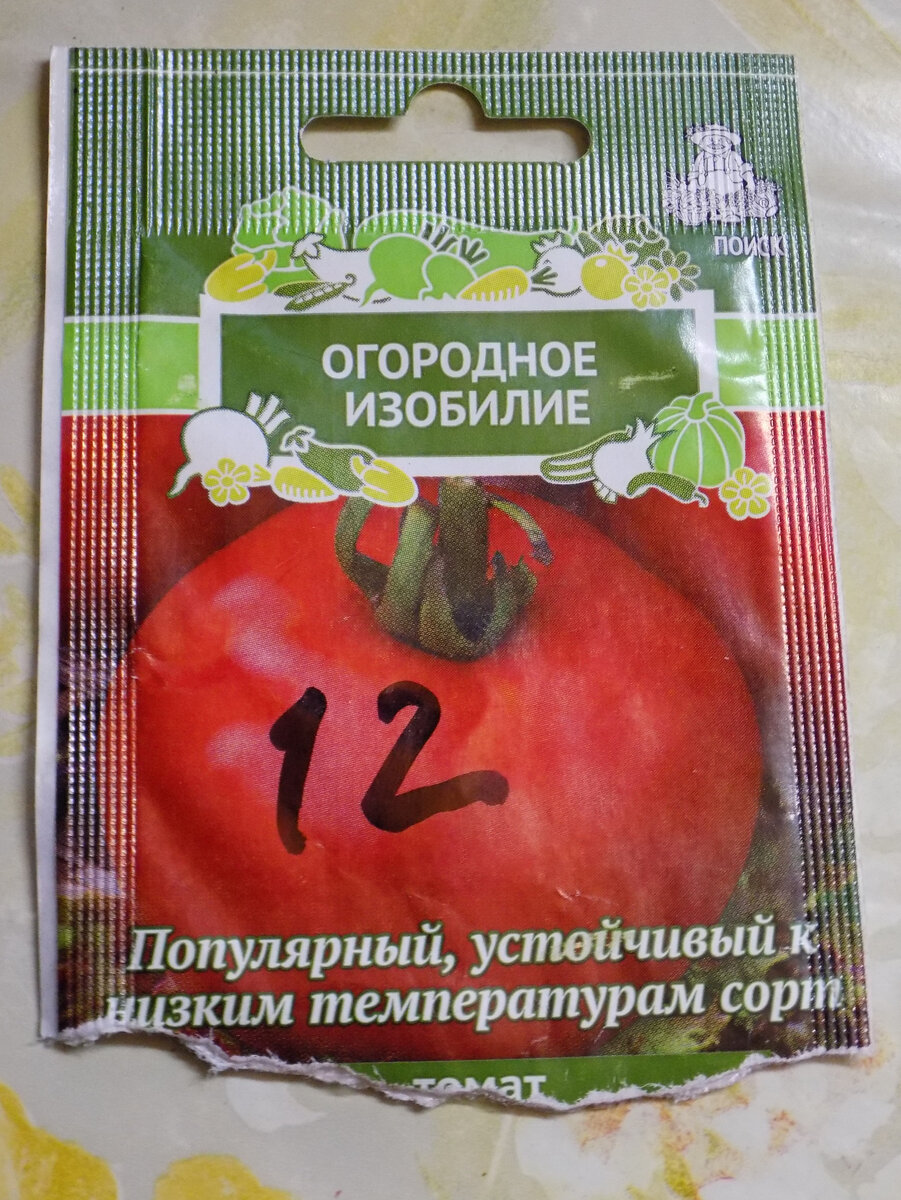 ПОИСК
ОГОРОДНОЕ
ИЗОБИЛИЕ
12
Популярный, устойчивый к
низким температурам сорт
томат